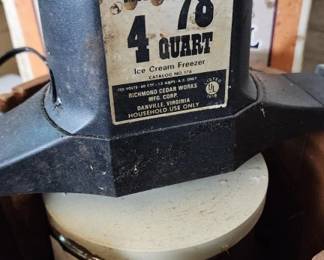 78
4 QUART
Ice Cream Freezer
CATALOG NO. 578
RICHMOND CEDAR WORKS
MFG. CORP.
DANVILLE, VIRGINIA
HOUSEHOLD USE ONLY